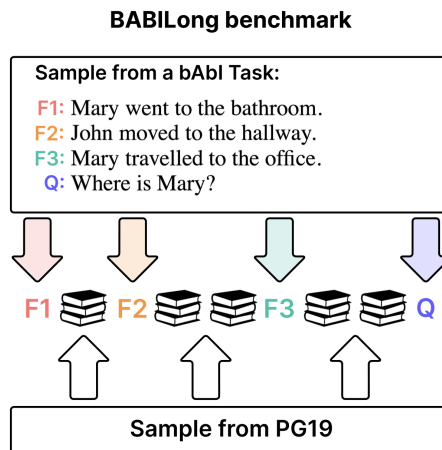 BABILong benchmark
Sample from a bAbI Task:
F1: Mary went to the bathroom.
F2: John moved to the hallway.
F3: Mary travelled to the office.
Q: Where is Mary?
F1 F2 F3 Q
Sample from PG19